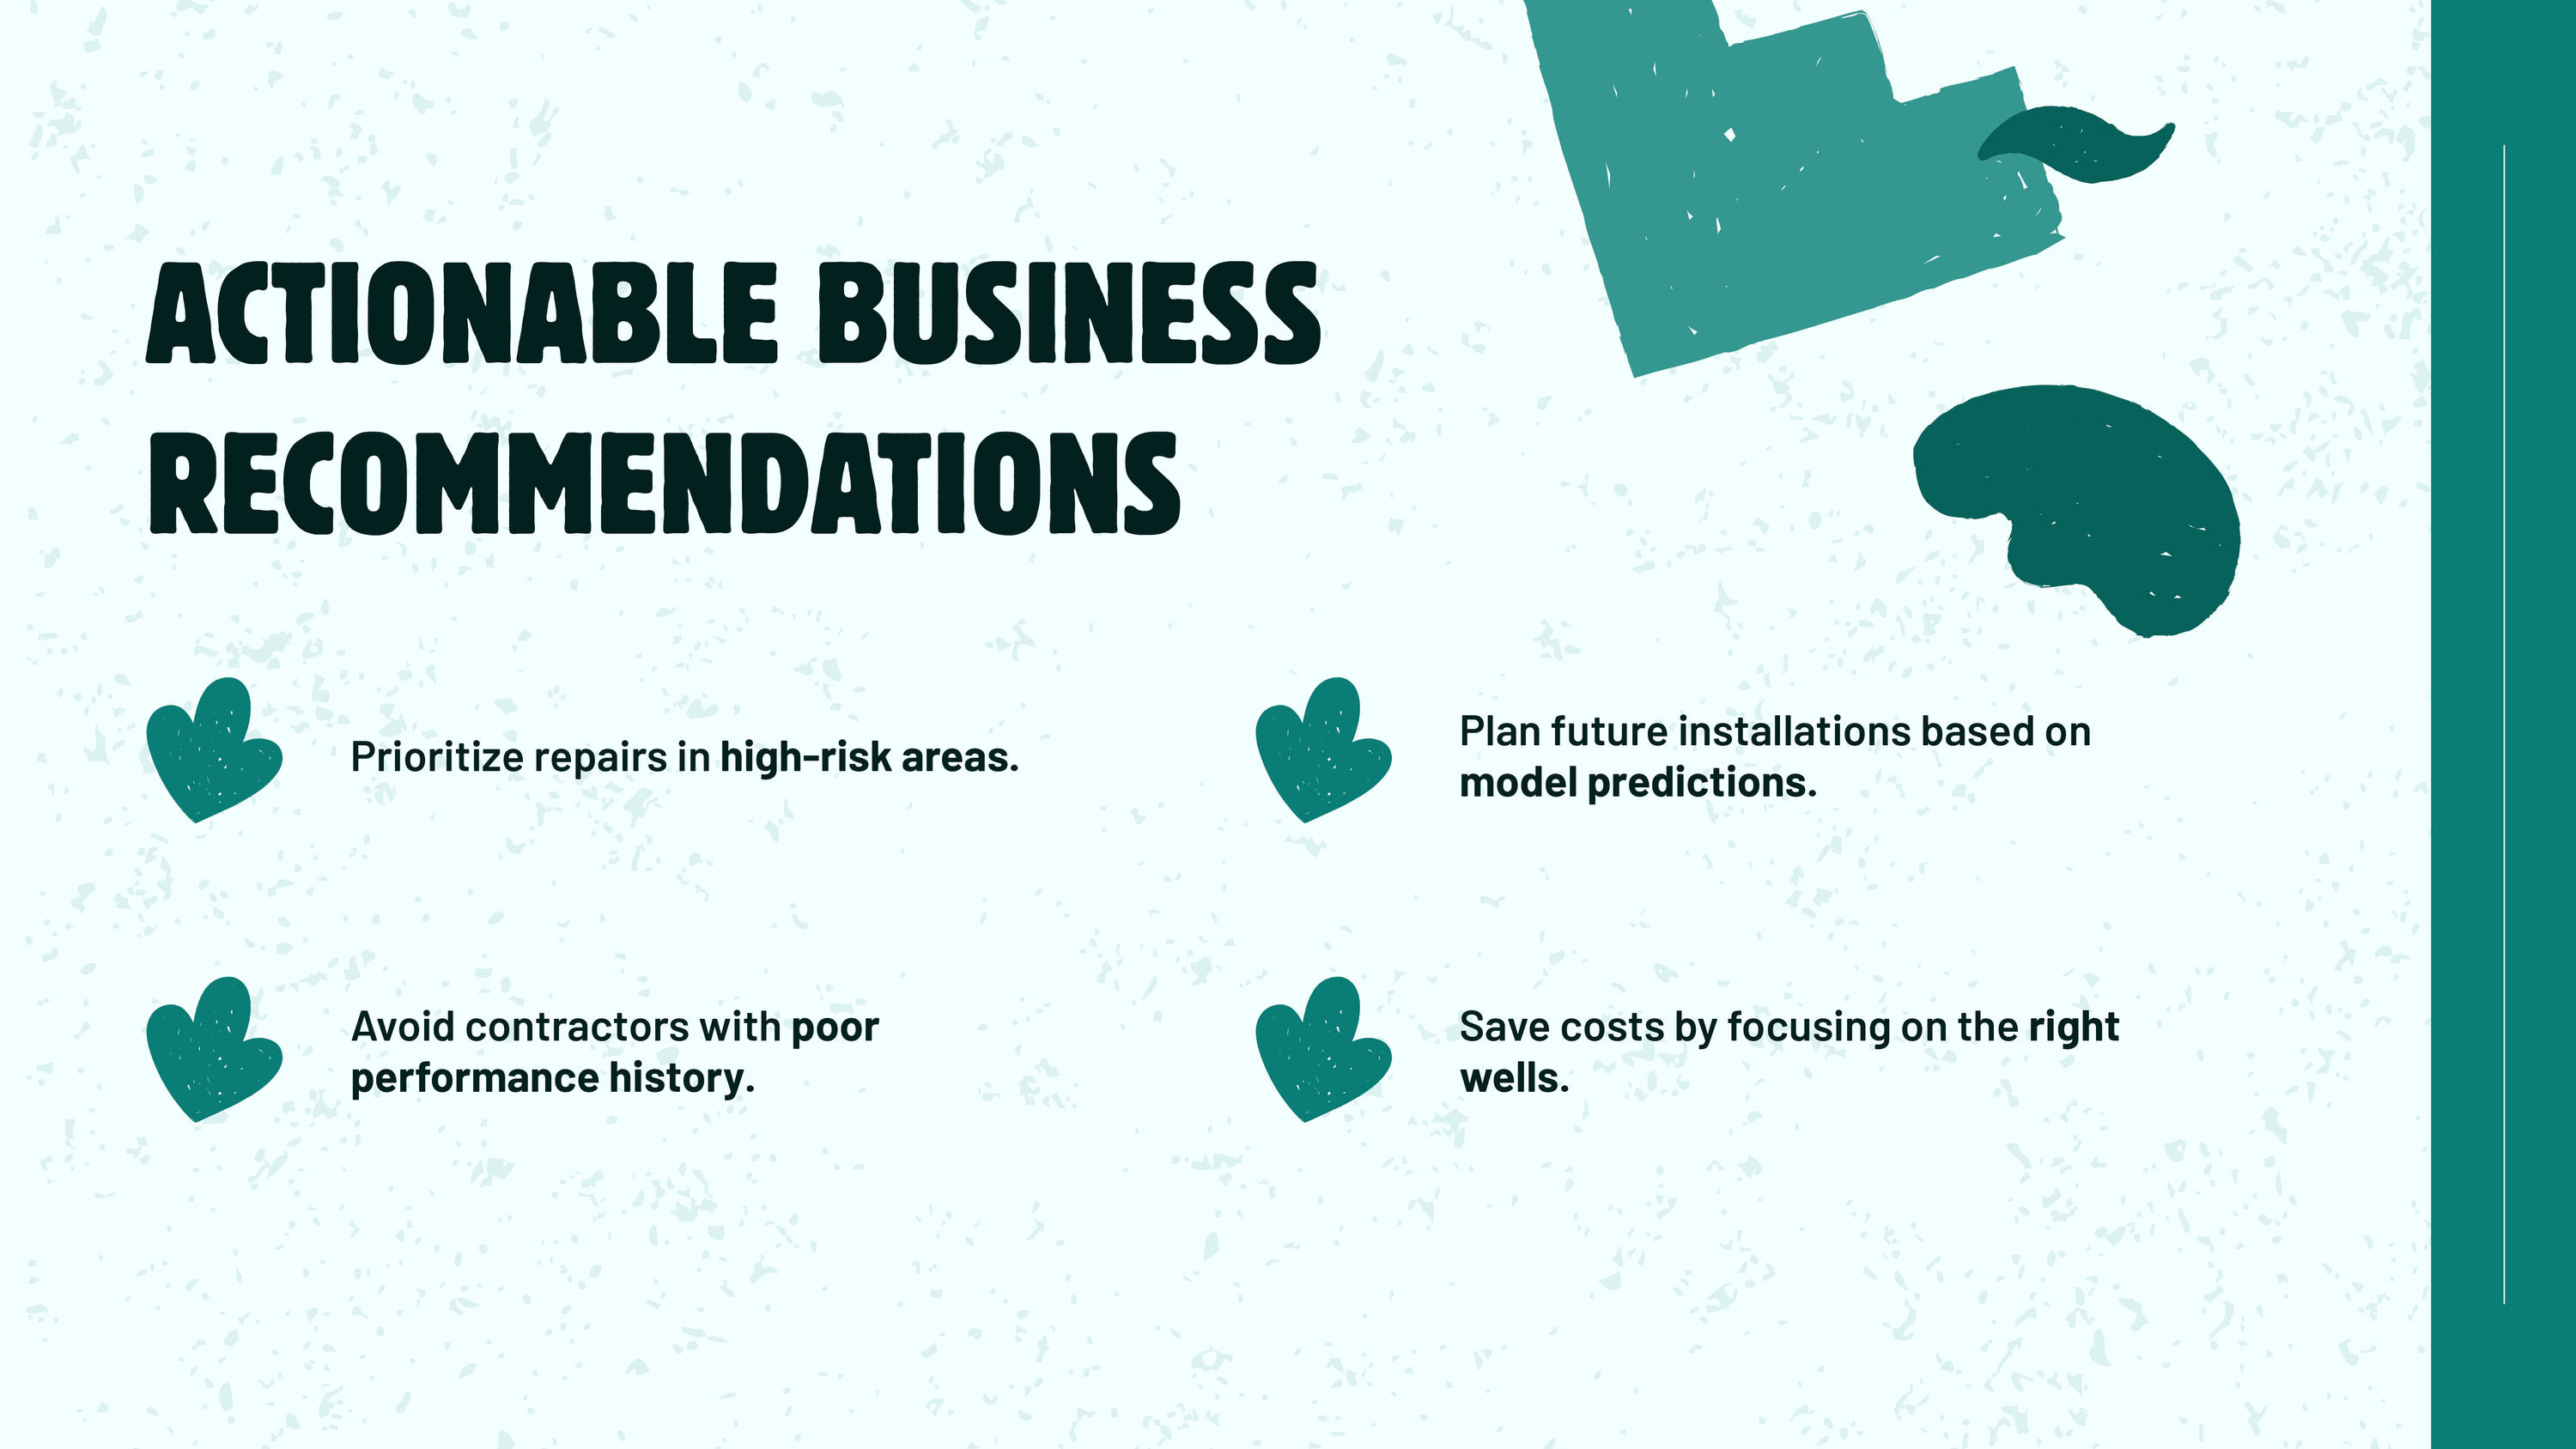 ACTIONABLE BUSINESS
RECOMMENDATIONS
Prioritize repairs in high-risk areas.
Plan future installations based on
model predictions.
Avoid contractors with poor
performance history.
Save costs by focusing on the right
wells.